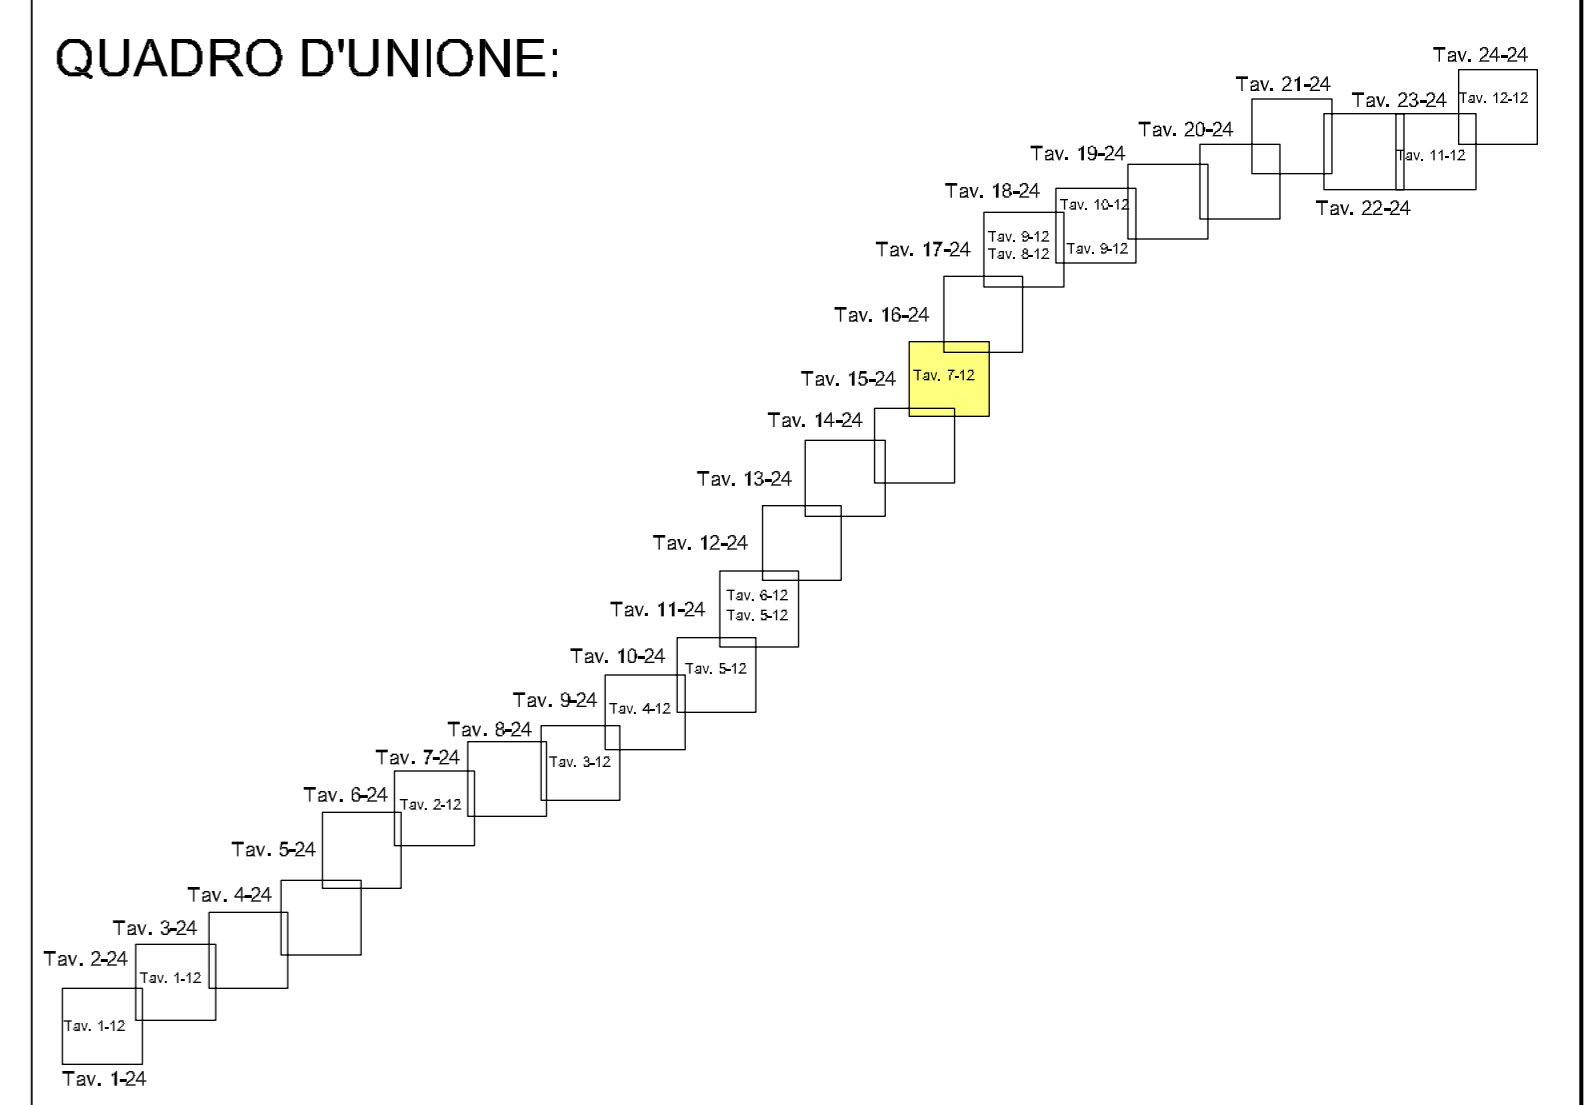 QUADRO D'UNIONE:
Tav. 24-24
Tav. 12-12
Tav. 21-24
Tav. 23-24
Tav. 11-12
Tav. 22-24
Tav. 20-24
Tav. 19-24
Tav. 18-24
Tav. 10-12
Tav. 9-12
Tav. 9-12
Tav. 8-12
Tav. 17-24
Tav. 16-24
Tav. 15-24
Tav. 7-12
Tav. 14-24
Tav. 13-24
Tav. 12-24
Tav. 6-12
Tav. 5-12
Tav. 11-24
Tav. 10-24
Tav. 5-12
Tav. 9-24
Tav. 4-12
Tav. 8-24
Tav. 3-12
Tav. 7-24
Tav. 2-12
Tav. 6-24
Tav. 5-24
Tav. 4-24
Tav. 3-24
Tav. 2-24
Tav. 1-12
Tav. 1-12
Tav. 1-24